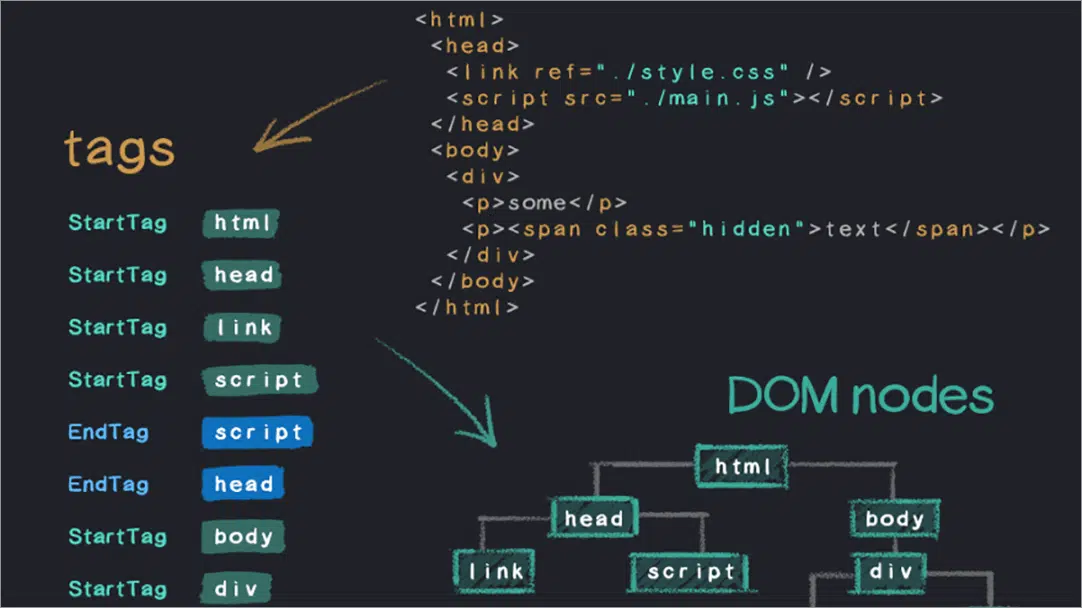 <html>
<head>
<link ref="./style.css" />
<script src="./main.js"></script>
</head>
<body>
<div>
<p>some</p>
<p><span class="hidden">text</span></p>
</div>
</body>
</html>
tags
StartTag html
StartTag head
StartTag link
StartTag script
EndTag script
EndTag head
StartTag body
StartTag div
DOM nodes
html
head body
link script div